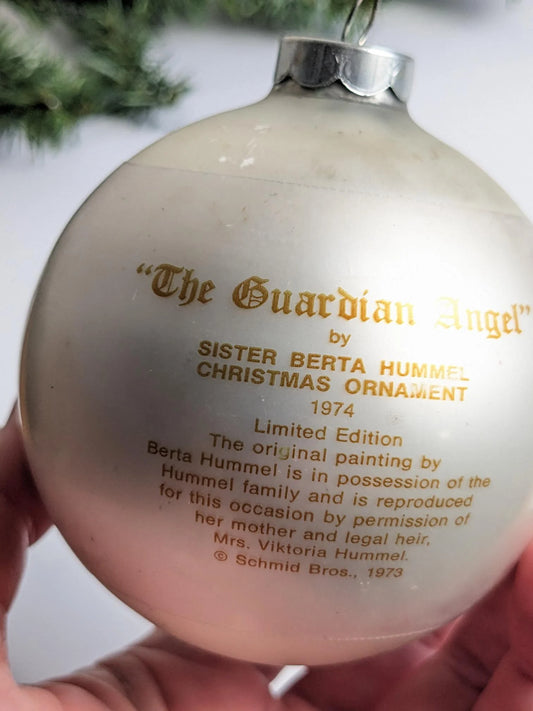 "The Guardian Angel"
by
SISTER BERTA HUMMEL
CHRISTMAS ORNAMENT
1974
Limited Edition
The original painting by
Berta Hummel is in possession of the
Hummel family and is reproduced
for this occasion by permission of
her mother and legal heir,
Mrs. Viktoria Hummel.
© Schmid Bros., 1973